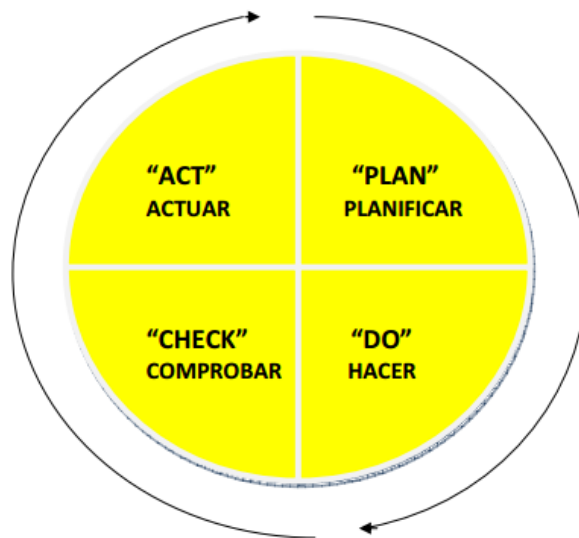 “ACT”
ACTUAR
“PLAN”
PLANIFICAR
“CHECK”
COMPROBAR
“DO”
HACER